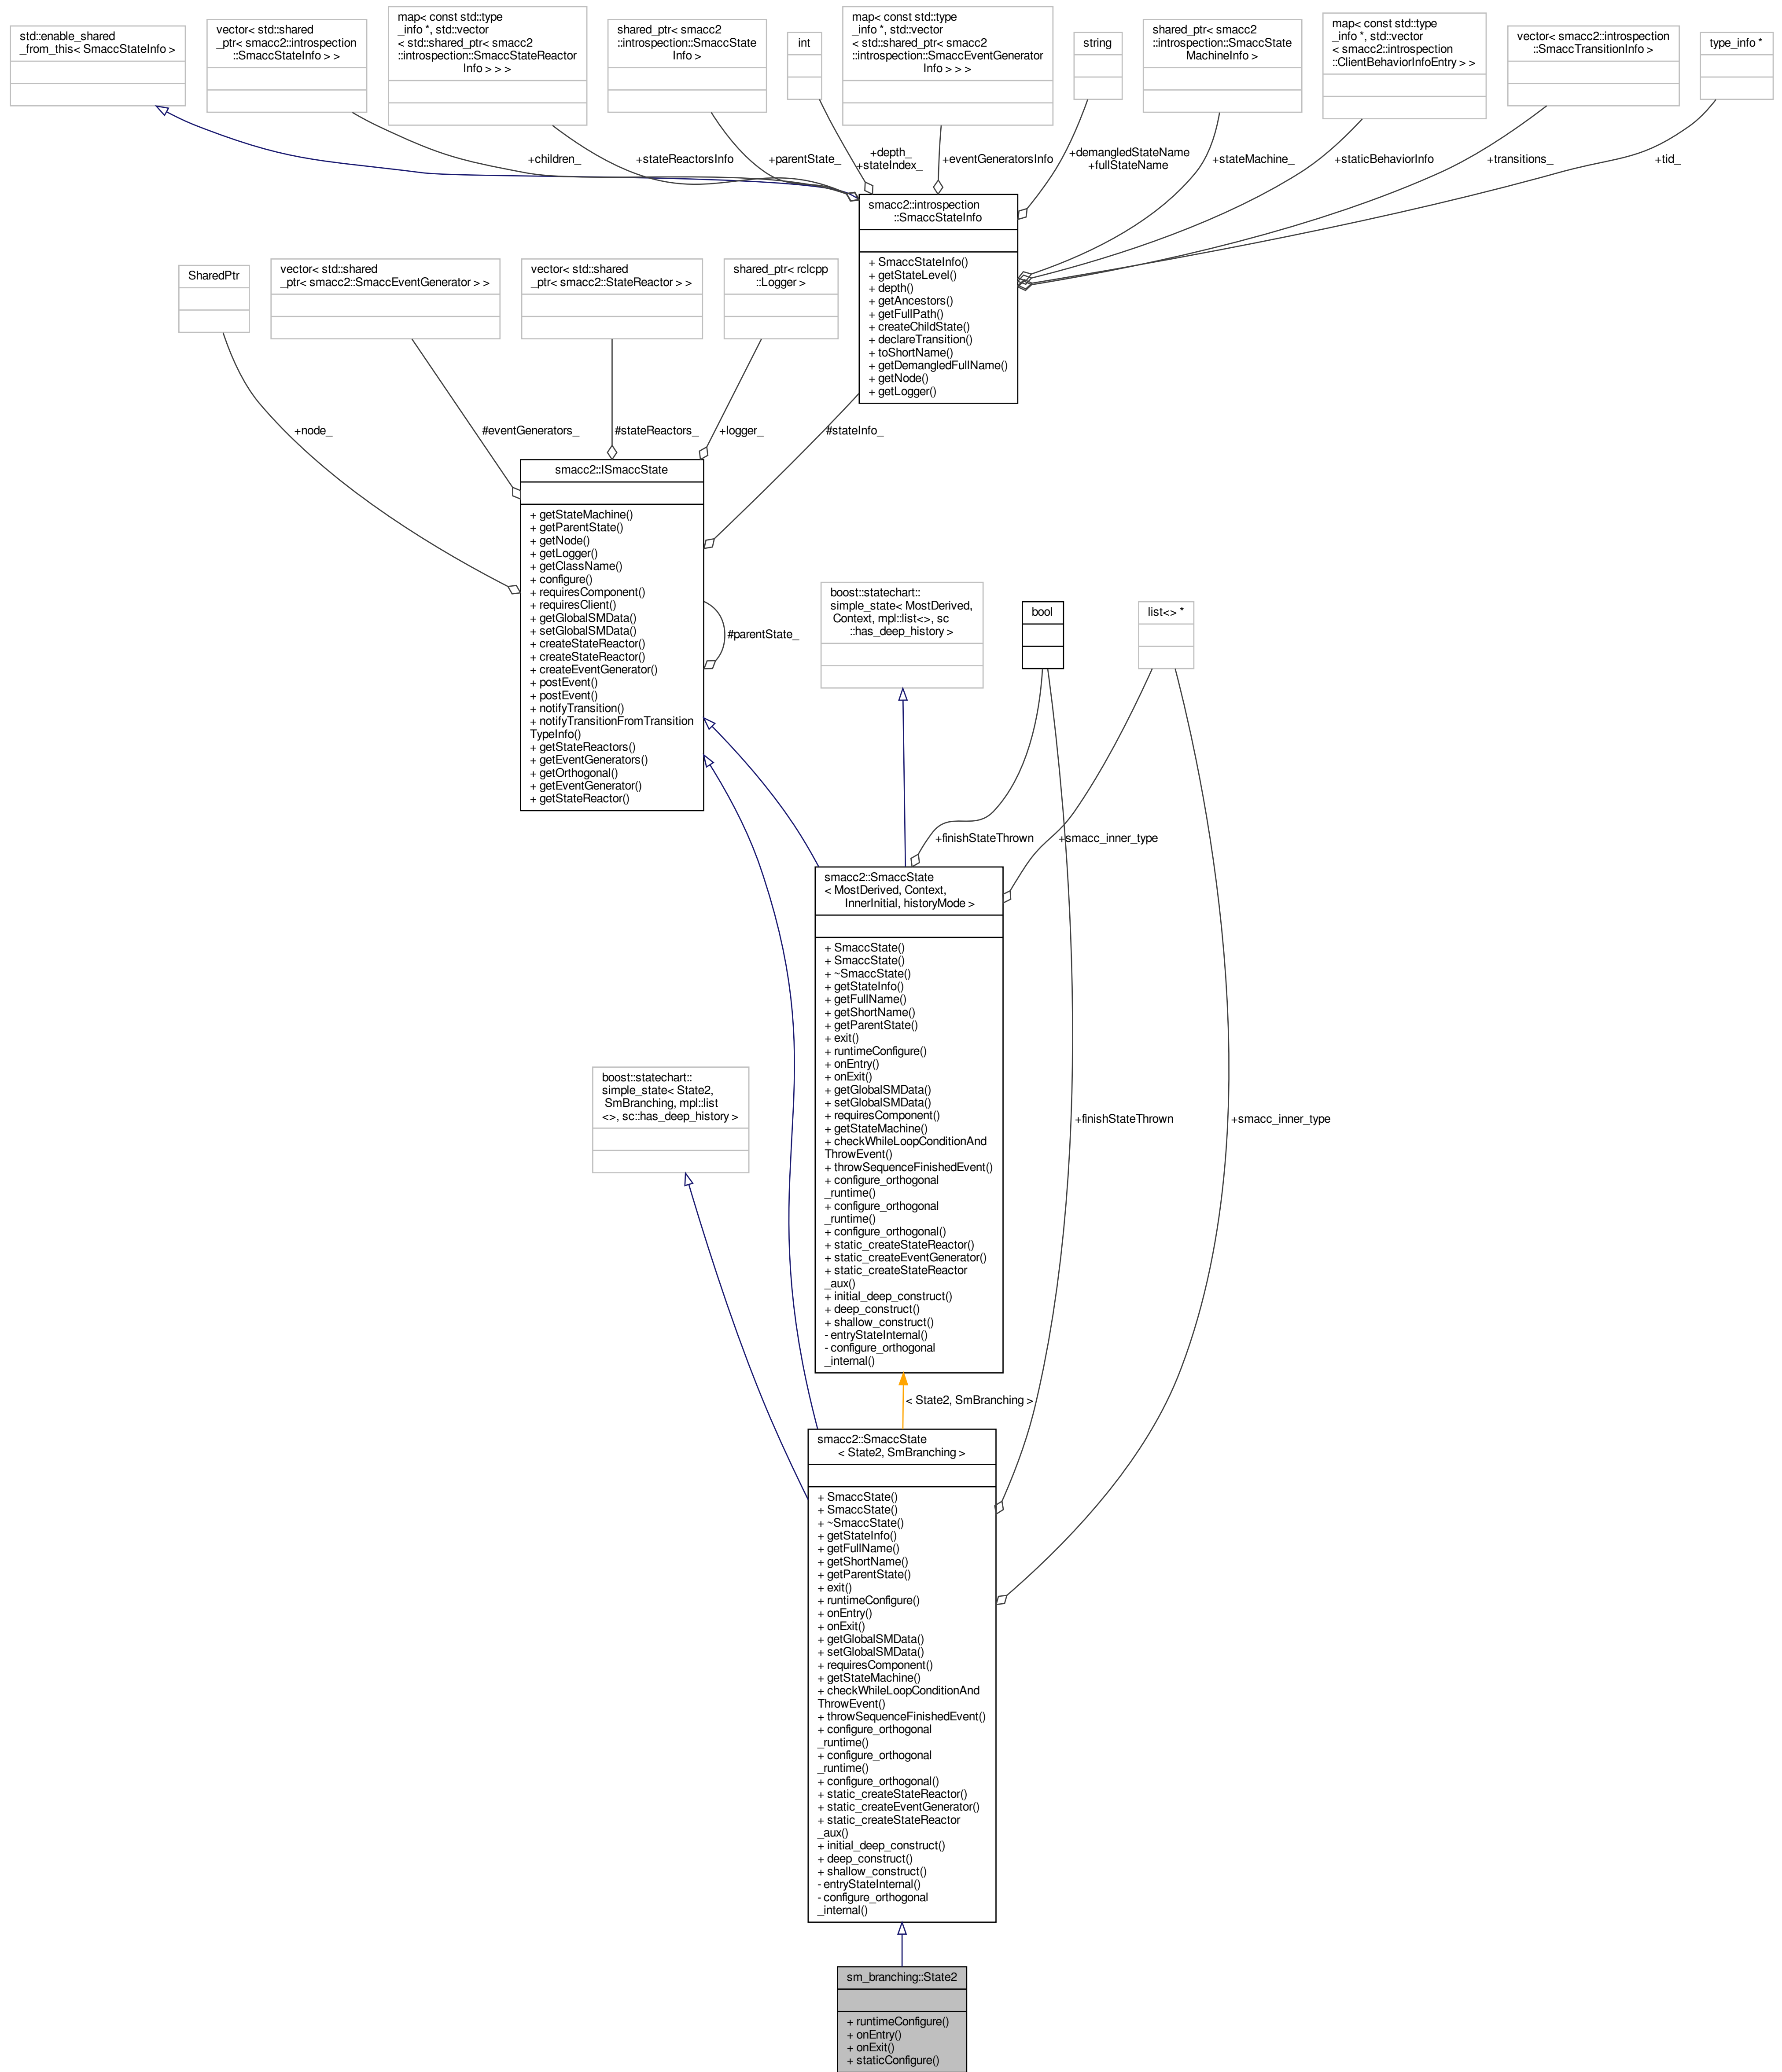 std::enable_shared
_from_this< SmaccStateInfo >
vector< std::shared
_ptr< smacc2::introspection
::SmaccStateInfo > >
map< const std::type
_info *, std::vector
< std::shared_ptr< smacc2
::introspection::SmaccStateReactor
Info > > >
shared_ptr< smacc2
::introspection::SmaccState
Info >
int
map< const std::type
_info *, std::vector
< std::shared_ptr< smacc2
::introspection::SmaccEventGenerator
Info > > >
string
shared_ptr< smacc2
::introspection::SmaccState
MachineInfo >
map< const std::type
_info *, std::vector
< smacc2::introspection
::ClientBehaviorInfoEntry > >
vector< smacc2::introspection
::SmaccTransitionInfo >
type_info *
+children_
+stateReactorsInfo
+parentState_
+depth_
+stateIndex_
+eventGeneratorsInfo
+demangledStateName
+fullStateName
+stateMachine_
+staticBehaviorInfo
+transitions_
+tid_
smacc2::introspection
::SmaccStateInfo
+ SmaccStateInfo()
+ getStateLevel()
+ depth()
+ getAncestors()
+ getFullPath()
+ createChildState()
+ declareTransition()
+ toShortName()
+ getDemangledFullName()
+ getNode()
+ getLogger()
SharedPtr
vector< std::shared
_ptr< smacc2::SmaccEventGenerator > >
vector< std::shared
_ptr< smacc2::StateReactor > >
shared_ptr< rclcpp
::Logger >
+node_
#eventGenerators_
#stateReactors_
+logger_
#stateInfo_
smacc2::ISmaccState
+ getStateMachine()
+ getParentState()
+ getNode()
+ getLogger()
+ getClassName()
+ configure()
+ requiresComponent()
+ requiresClient()
+ getGlobalSMData()
+ setGlobalSMData()
+ createStateReactor()
+ createStateReactor()
+ createEventGenerator()
+ postEvent()
+ postEvent()
+ notifyTransition()
+ notifyTransitionFromTransition
TypeInfo()
+ getStateReactors()
+ getEventGenerators()
+ getOrthogonal()
+ getEventGenerator()
+ getStateReactor()
#parentState_
boost::statechart::
simple_state< MostDerived,
Context, mpl::list<>, sc
::has_deep_history >
bool
list<> *
+finishStateThrown
+smacc_inner_type
smacc2::SmaccState
< MostDerived, Context,
InnerInitial, historyMode >
+ SmaccState()
+ SmaccState()
+ ~SmaccState()
+ getStateInfo()
+ getFullName()
+ getShortName()
+ getParentState()
+ exit()
+ runtimeConfigure()
+ onEntry()
+ onExit()
+ getGlobalSMData()
+ setGlobalSMData()
+ requiresComponent()
+ getStateMachine()
+ checkWhileLoopConditionAnd
ThrowEvent()
+ throwSequenceFinishedEvent()
+ configure_orthogonal
_runtime()
+ configure_orthogonal
_runtime()
+ configure_orthogonal()
+ static_createStateReactor()
+ static_createEventGenerator()
+ static_createStateReactor
_aux()
+ initial_deep_construct()
+ deep_construct()
+ shallow_construct()
- entryStateInternal()
- configure_orthogonal
_internal()
boost::statechart::
simple_state< State2,
SmBranching, mpl::list
<>, sc::has_deep_history >
+finishStateThrown
+smacc_inner_type
< State2, SmBranching >
smacc2::SmaccState
< State2, SmBranching >
+ SmaccState()
+ SmaccState()
+ ~SmaccState()
+ getStateInfo()
+ getFullName()
+ getShortName()
+ getParentState()
+ exit()
+ runtimeConfigure()
+ onEntry()
+ onExit()
+ getGlobalSMData()
+ setGlobalSMData()
+ requiresComponent()
+ getStateMachine()
+ checkWhileLoopConditionAnd
ThrowEvent()
+ throwSequenceFinishedEvent()
+ configure_orthogonal
_runtime()
+ configure_orthogonal
_runtime()
+ configure_orthogonal()
+ static_createStateReactor()
+ static_createEventGenerator()
+ static_createStateReactor
_aux()
+ initial_deep_construct()
+ deep_construct()
+ shallow_construct()
- entryStateInternal()
- configure_orthogonal
_internal()
sm_branching::State2
+ runtimeConfigure()
+ onEntry()
+ onExit()
+ staticConfigure()